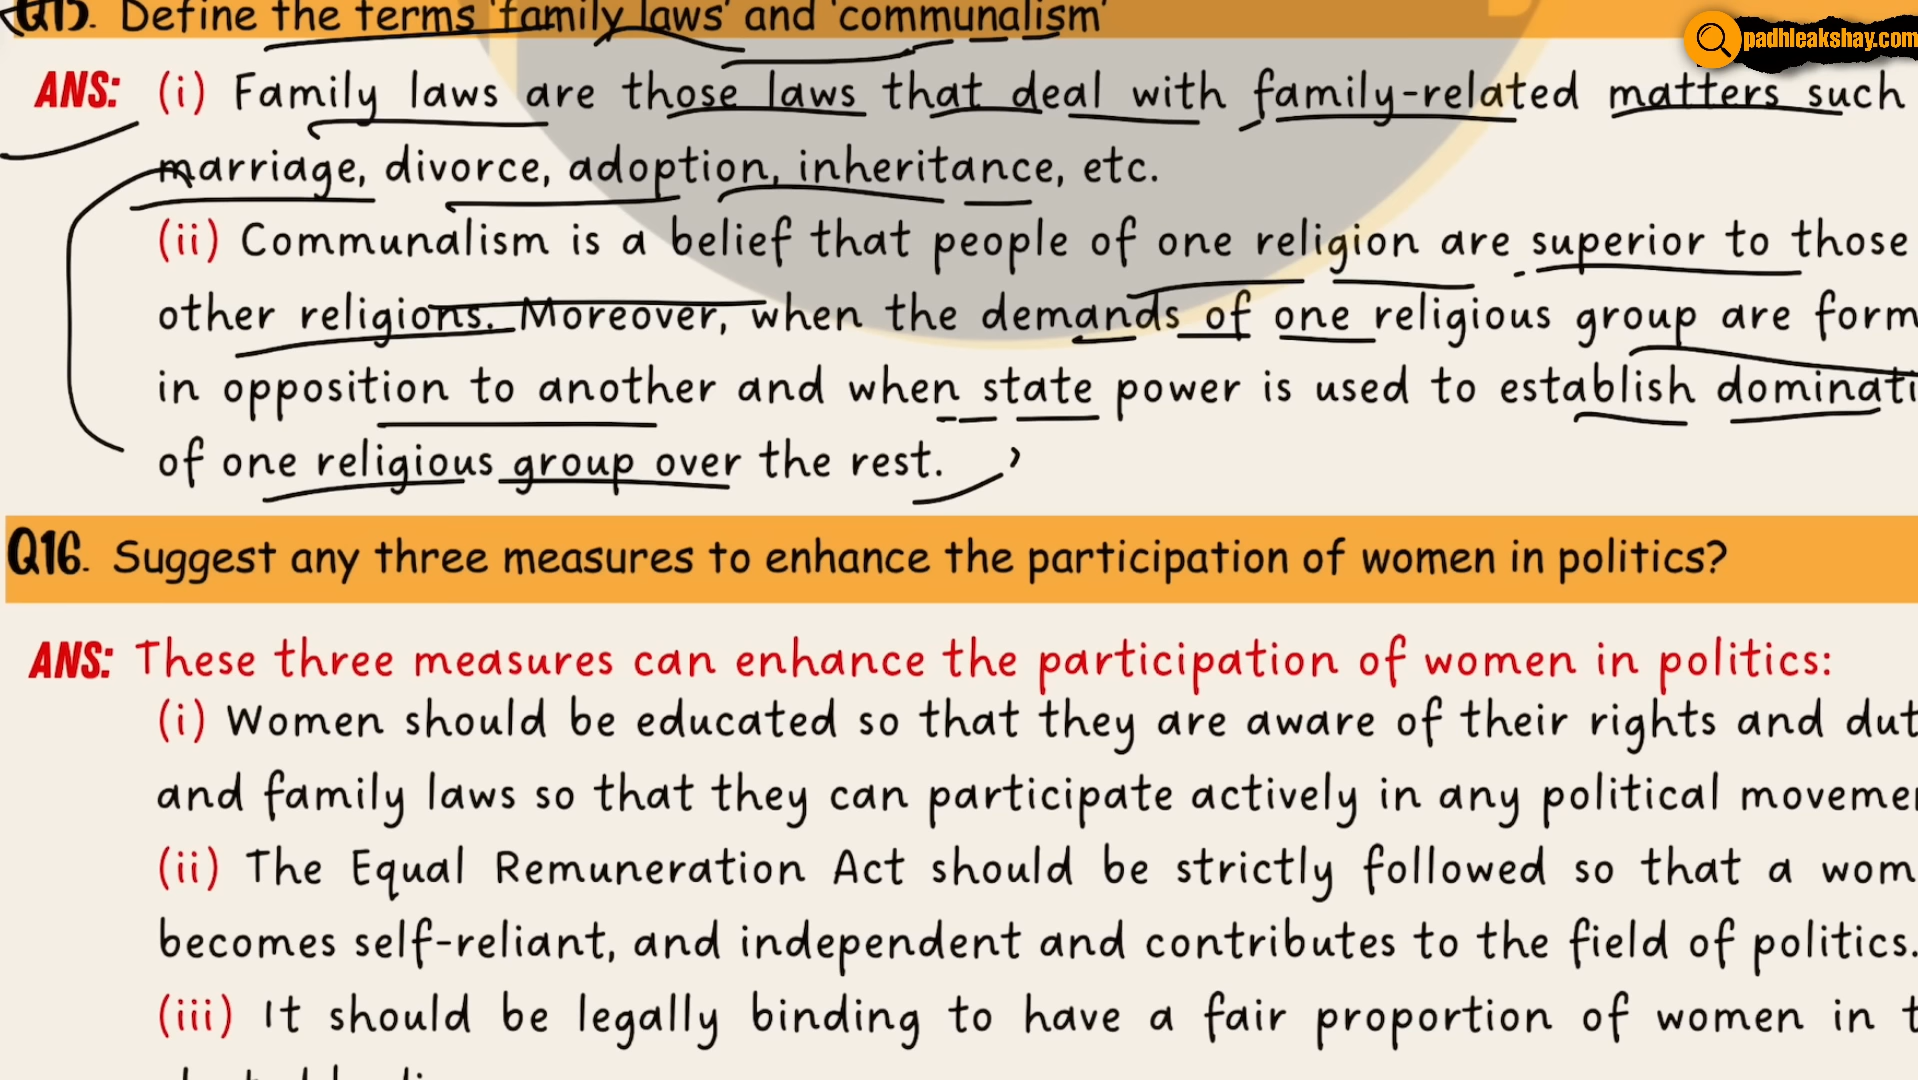 Q15. Define the terms 'family laws' and 'communalism'
padhleakshay.com
ANS: (i) Family laws are those laws that deal with family-related matters such
marriage, divorce, adoption, inheritance, etc.
(ii) Communalism is a belief that people of one religion are superior to those
other religions. Moreover, when the demands of one religious group are form
in opposition to another and when state power is used to establish dominati
of one religious group over the rest.
Q16. Suggest any three measures to enhance the participation of women in politics?
ANS: These three measures can enhance the participation of women in politics:
(i) Women should be educated so that they are aware of their rights and dut
and family laws so that they can participate actively in any political moveme
(ii) The Equal Remuneration Act should be strictly followed so that a wom
becomes self-reliant, and independent and contributes to the field of politics.
(iii) It should be legally binding to have a fair proportion of women in t